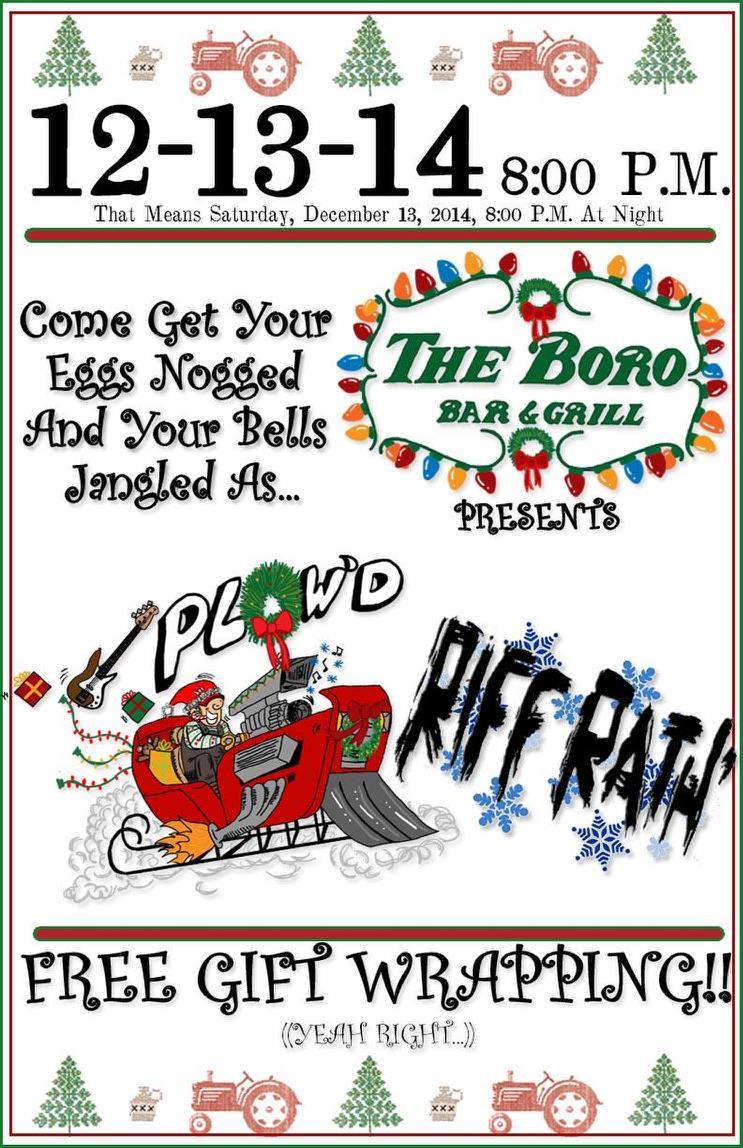 12-13-14 8:00 P.M.
That Means Saturday, December 13, 2014, 8:00 P.M. At Night
Come Get Your
Eggs Nogged
And Your Bells
Jangled As...
THE BORO
BAR & GRILL
PRESENTS
PLOW'D
RIFF RATH'
FREE GIFT WRAPPING!!
((YEAH RIGHT...))